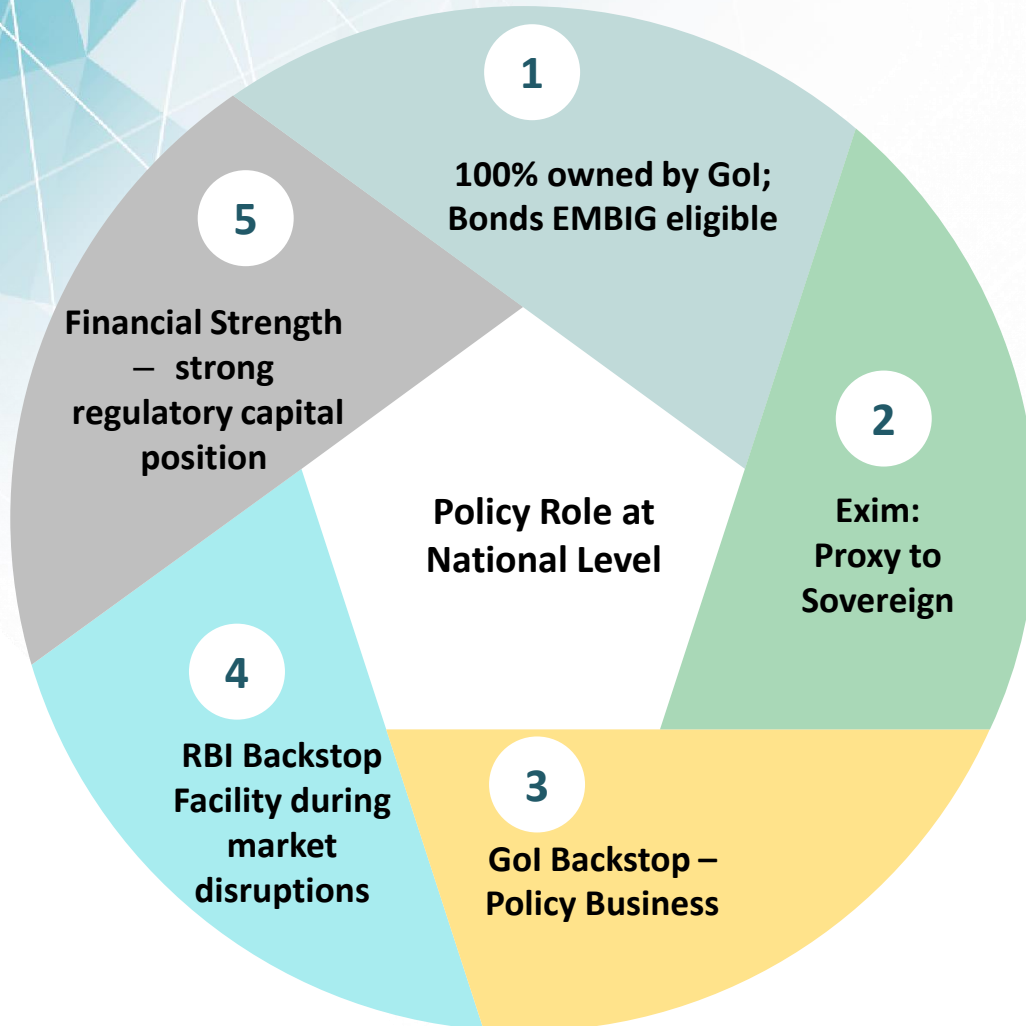 1
100% owned by GoI;
Bonds EMBIG eligible
2
Exim:
Proxy to
Sovereign
3
GoI Backstop –
Policy Business
4
RBI Backstop
Facility during
market
disruptions
5
Financial Strength
– strong
regulatory capital
position
Policy Role at
National Level